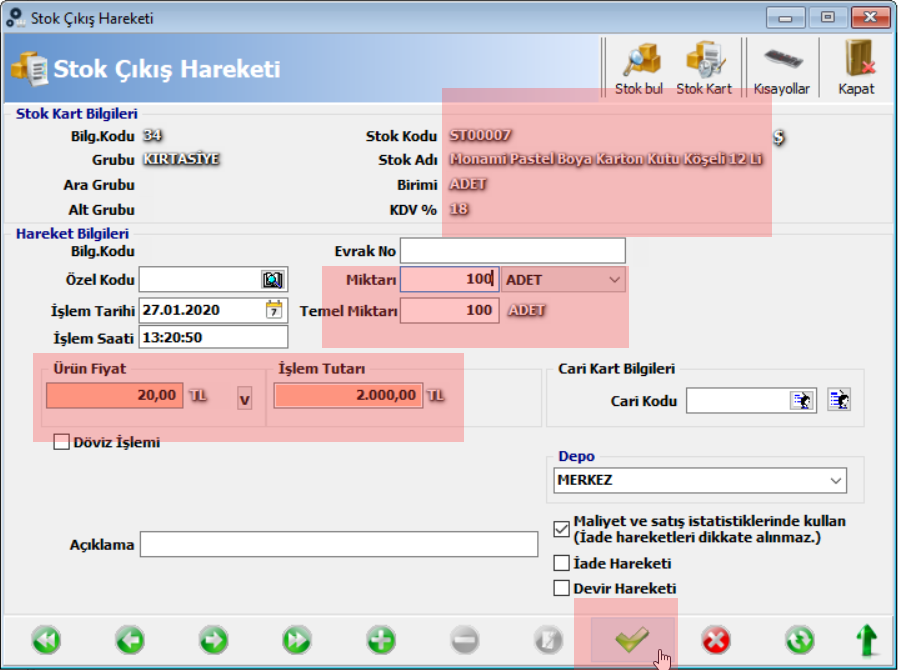 Stok Çıkış Hareketi
Stok Çıkış Hareketi
Stok bul Stok Kart Kısayollar Kapat
Stok Kart Bilgileri
Bilg.Kodu 34 Stok Kodu ST00007 $
Grubu KIRTASİYE Stok Adı Monami Pastel Boya Karton Kutu Köşeli 12 Li
Ara Grubu Birimi ADET
Alt Grubu KDV % 18
Hareket Bilgileri
Bilg.Kodu Evrak No
Özel Kodu Miktarı 100 ADET
İşlem Tarihi 27.01.2020 7 Temel Miktarı 100 ADET
İşlem Saati 13:20:50
Ürün Fiyat İşlem Tutarı Cari Kart Bilgileri
20,00 TL v 2.000,00 TL Cari Kodu
Döviz İşlemi
Depo
MERKEZ
Maliyet ve satış istatistiklerinde kullan
(İade hareketleri dikkate alınmaz.)
Açıklama
İade Hareketi
Devir Hareketi